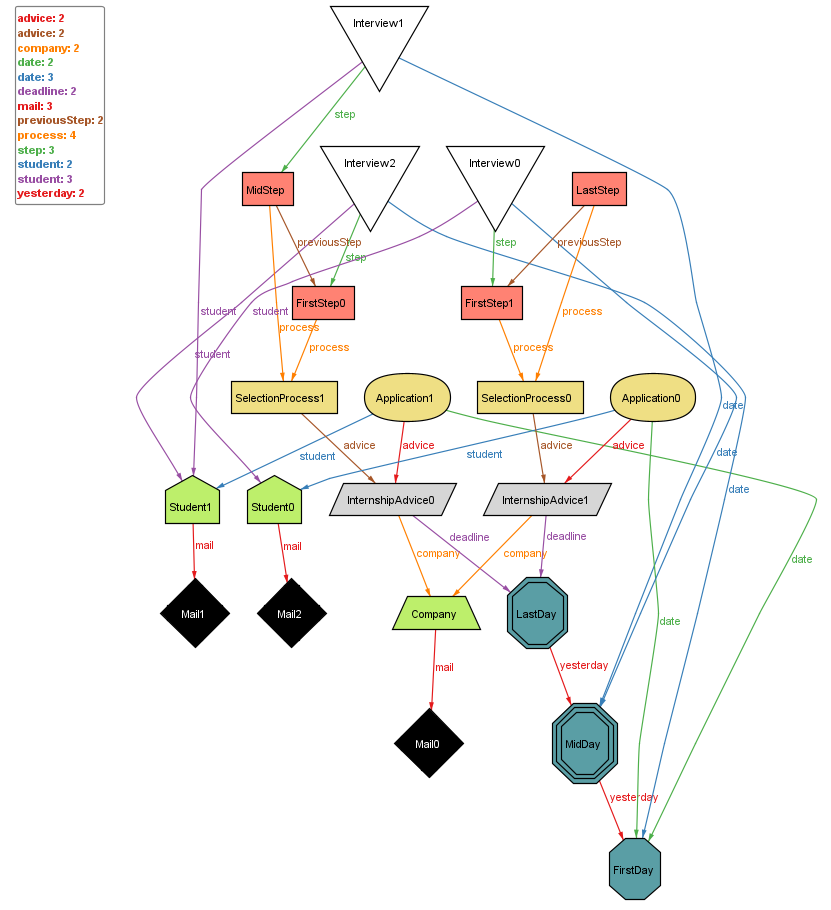 advice: 2
advice: 2
company: 2
date: 2
date: 3
deadline: 2
mail: 3
previousStep: 2
process: 4
step: 3
student: 2
student: 3
yesterday: 2
Interview1
step
Interview2
Interview0
MidStep
LastStep
previousStep
step
step
previousStep
FirstStep0
FirstStep1
student
student
process
process
process
process
student
SelectionProcess1
Application1
SelectionProcess0
Application0
date
student
advice
advice
student
advice
advice
date
date
Student1
Student0
InternshipAdvice0
InternshipAdvice1
mail
mail
deadline
deadline
company
company
date
Mail1
Mail2
Company
LastDay
date
mail
yesterday
Mail0
MidDay
yesterday
FirstDay